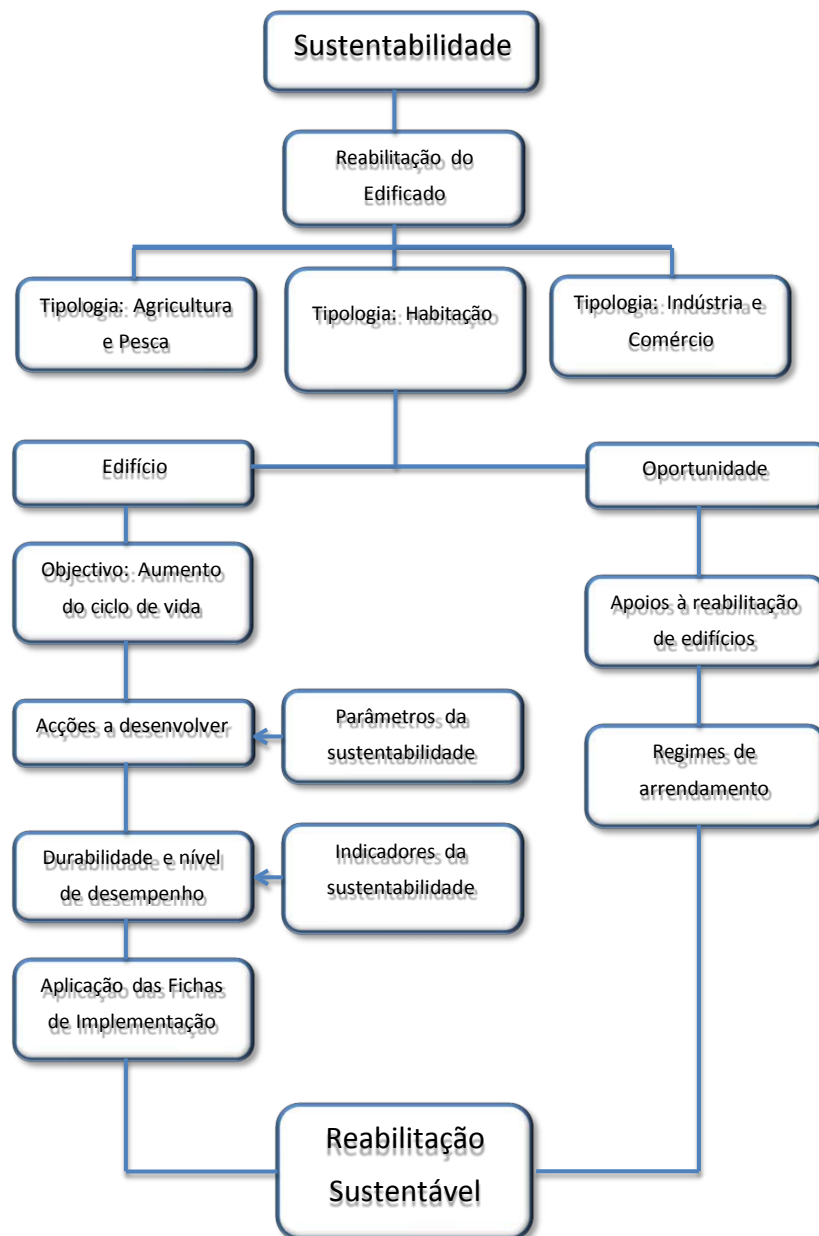 Sustentabilidade
Reabilitação do
Edificado
Tipologia: Agricultura
e Pesca
Tipologia: Habitação
Tipologia: Indústria e
Comércio
Edifício
Oportunidade
Objectivo: Aumento
do ciclo de vida
Apoios à reabilitação
de edifícios
Acções a desenvolver
Parâmetros da
sustentabilidade
Regimes de
arrendamento
Durabilidade e nível
de desempenho
Indicadores da
sustentabilidade
Aplicação das Fichas
de Implementação
Reabilitação
Sustentável